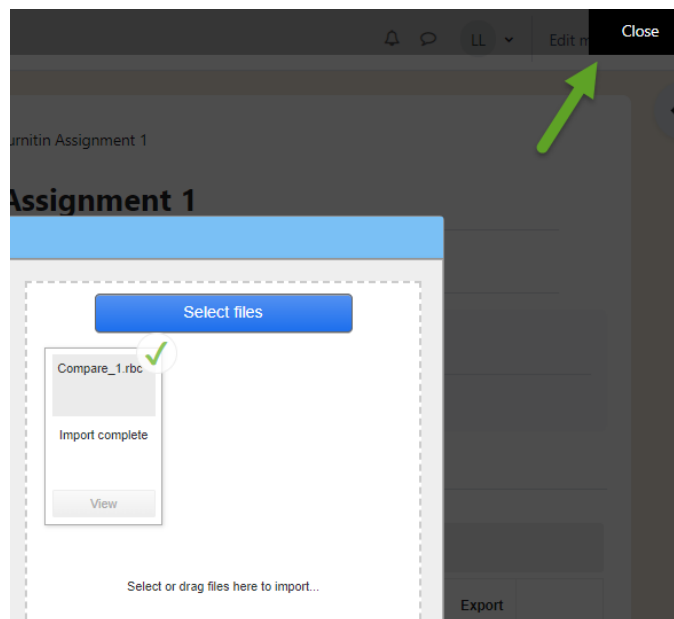 LL
Edit m
Close
urnitin Assignment 1
Assignment 1
Select files
Compare_1.rbc
Import complete
View
Select or drag files here to import...
Export